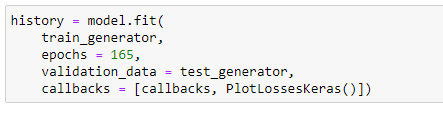 history = model.fit(
    train_generator,
    epochs = 165,
    validation_data = test_generator,
    callbacks = [callbacks, PlotLossesKeras()])